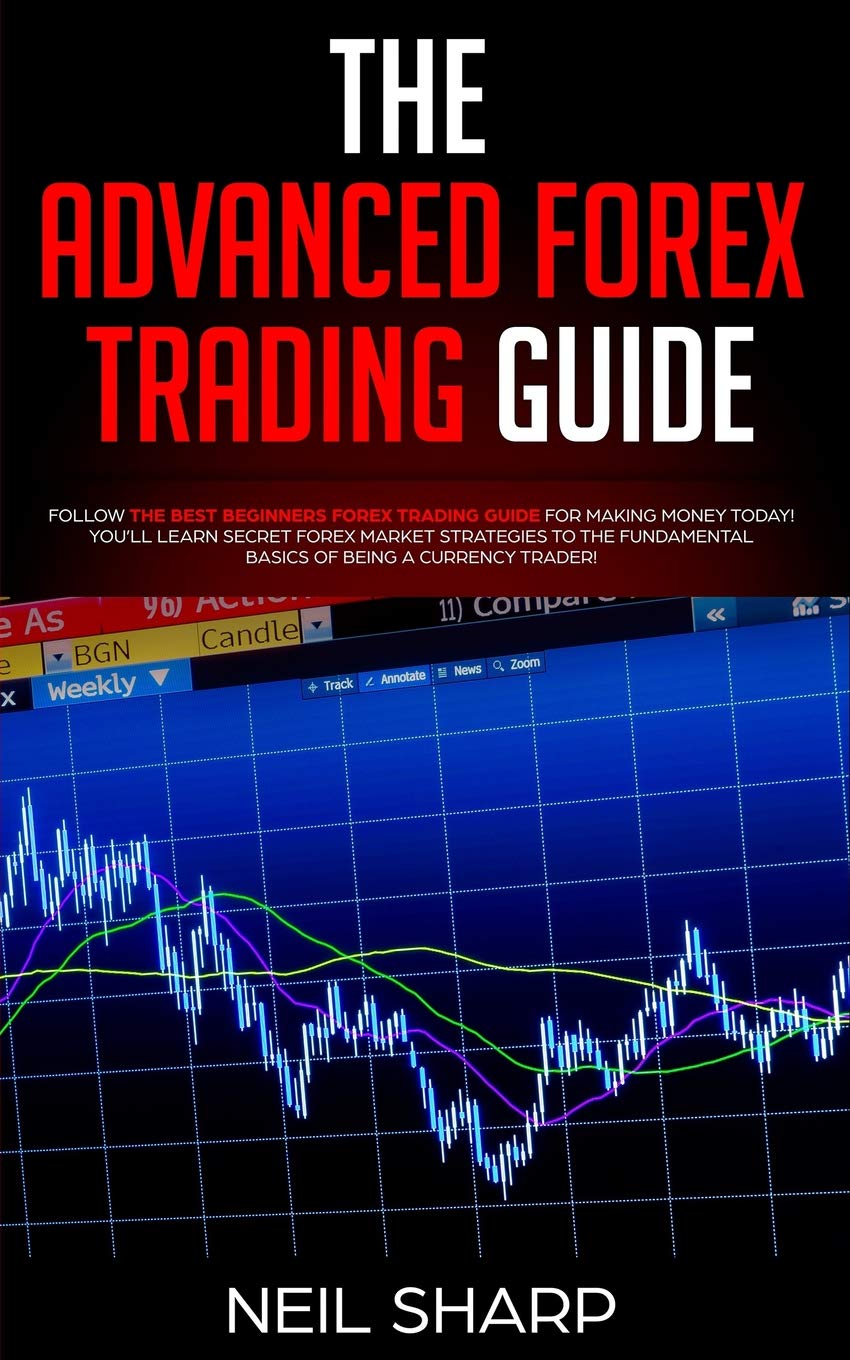 THE
ADVANCED FOREX
TRADING GUIDE
FOLLOW THE BEST BEGINNERS FOREX TRADING GUIDE FOR MAKING MONEY TODAY!
YOU'LL LEARN SECRET FOREX MARKET STRATEGIES TO THE FUNDAMENTAL
BASICS OF BEING A CURRENCY TRADER!
As 96) 11)
BGN Candle
Weekly Track Annotate News Zoom
NEIL SHARP